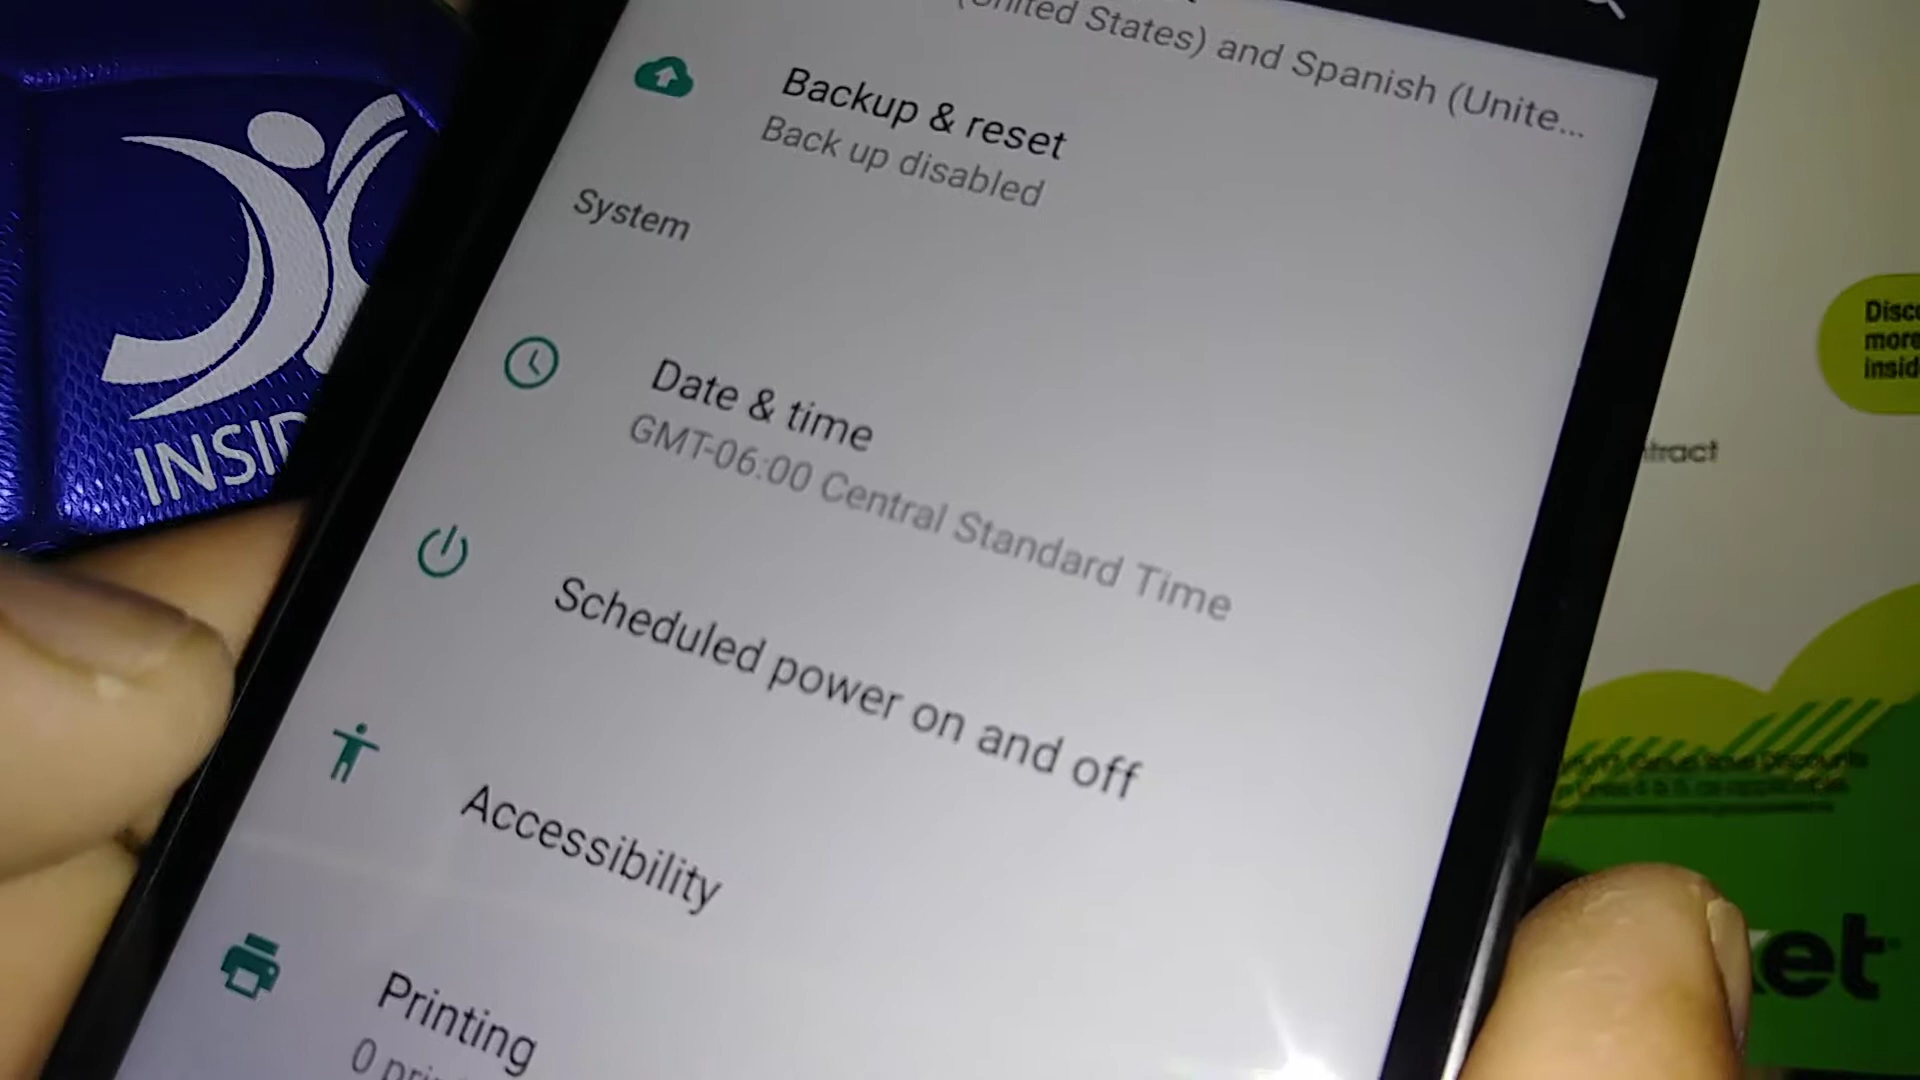 (United States) and Spanish (Unite...
Backup & reset
Back up disabled
System
Date & time
GMT-06:00 Central Standard Time
Scheduled power on and off
Accessibility
Printing
0 pri
INSID
Disc
more
insid
tract
et